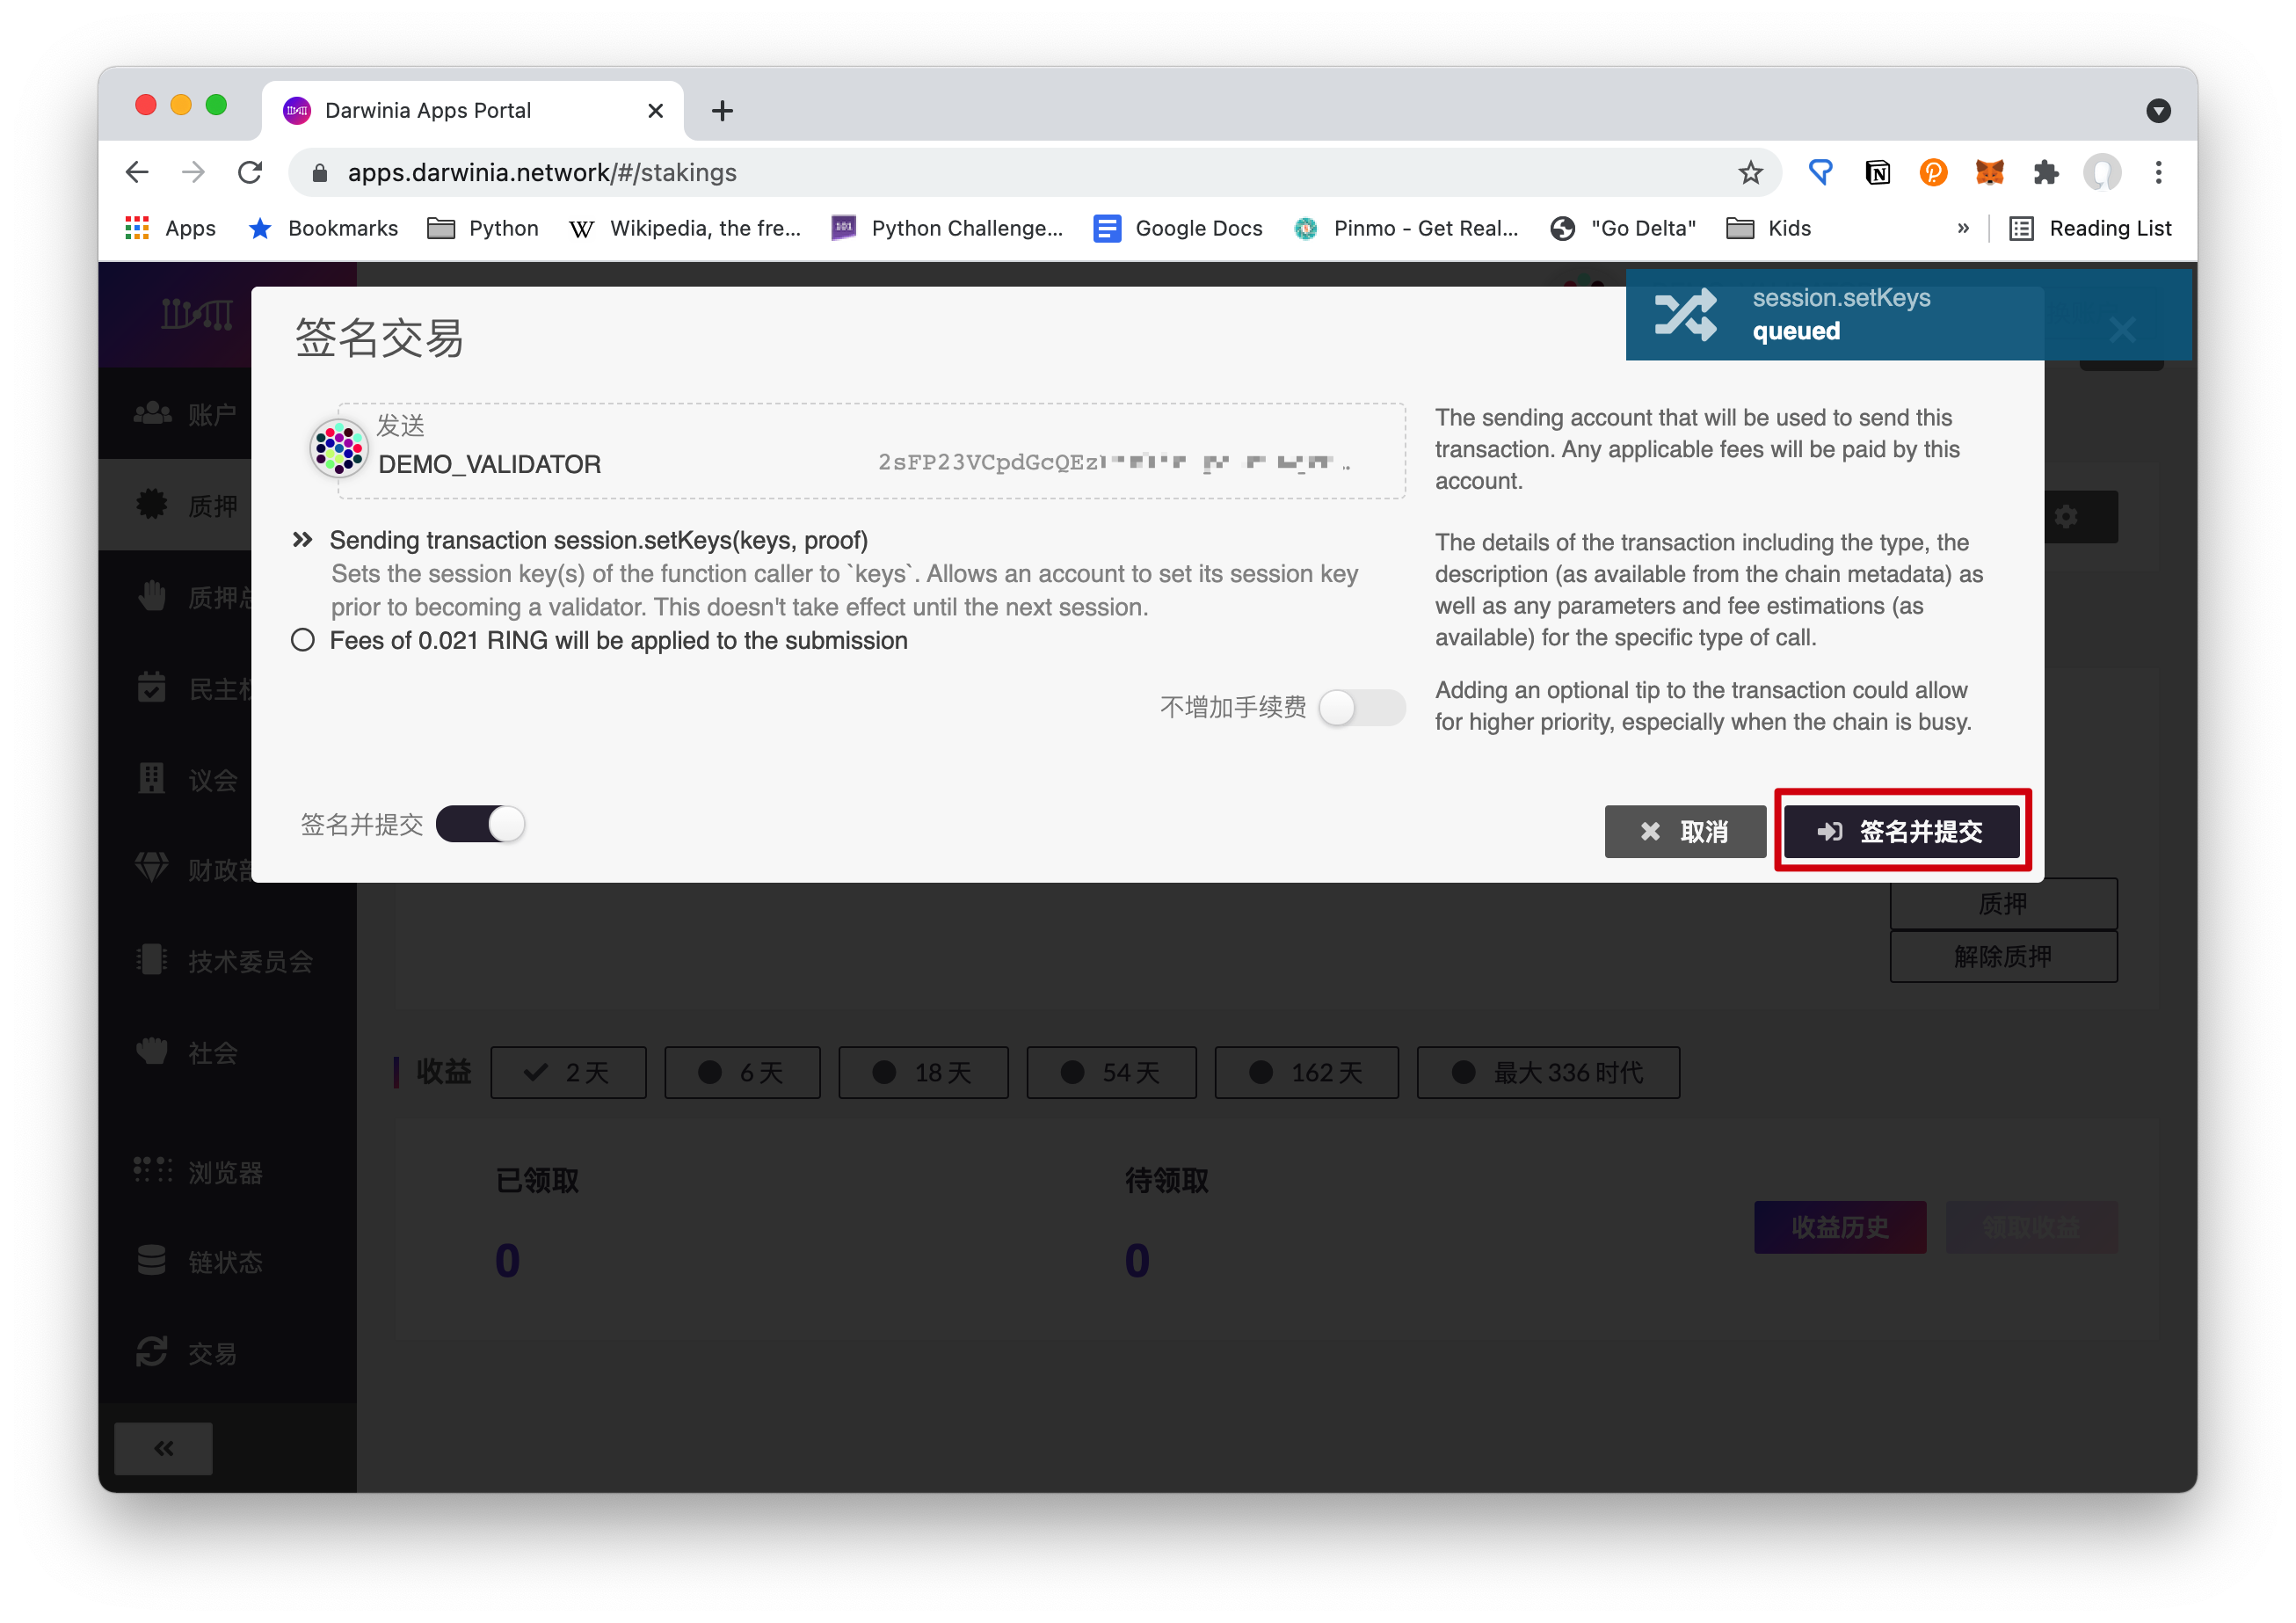 Darwinia Apps Portal
apps.darwinia.network/#/stakings
Apps
Bookmarks
Python
Wikipedia, the fre...
Python Challenge...
Google Docs
Pinmo - Get Real...
"Go Delta"
Kids
»
Reading List
session.setKeys
queued
签名交易
发送
DEMO_VALIDATOR
2sFP23VCpdGcQEz
Sending transaction session.setKeys(keys, proof)
Sets the session key(s) of the function caller to `keys`. Allows an account to set its session key
prior to becoming a validator. This doesn't take effect until the next session.
Fees of 0.021 RING will be applied to the submission
不增加手续费
签名并提交
The sending account that will be used to send this
transaction. Any applicable fees will be paid by this
account.
The details of the transaction including the type, the
description (as available from the chain metadata) as
well as any parameters and fee estimations (as
available) for the specific type of call.
Adding an optional tip to the transaction could allow
for higher priority, especially when the chain is busy.
取消
签名并提交
账户
质押
质押
民主
议会
财政
技术委员会
社会
浏览器
链状态
交易
质押
解除质押
收益
2 天
6 天
18 天
54 天
162 天
最大 336 时代
已领取
0
待领取
0
收益历史
领取收益